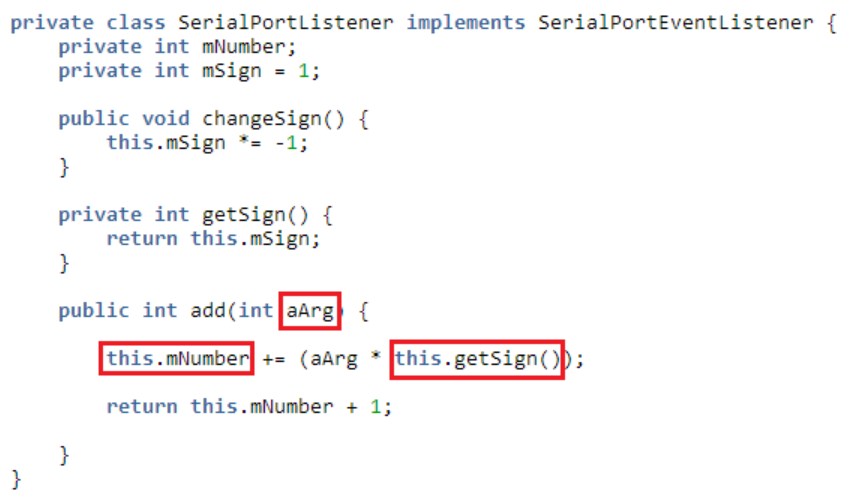 private class SerialPortListener implements SerialPortEventListener {
    private int mNumber;
    private int mSign = 1;

    public void changeSign() {
        this.mSign *= -1;
    }

    private int getSign() {
        return this.mSign;
    }

    public int add(int aArg) {

        this.mNumber += (aArg * this.getSign());

        return this.mNumber + 1;

    }
}